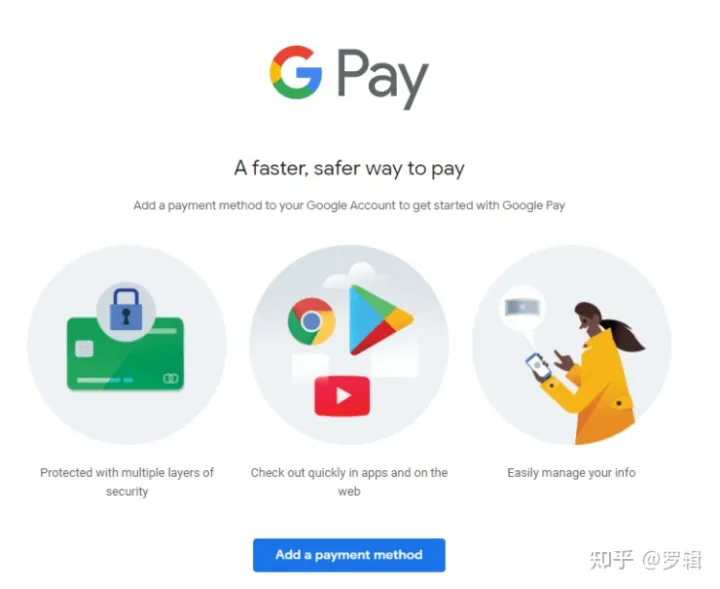 G Pay
A faster, safer way to pay
Add a payment method to your Google Account to get started with Google Pay
Protected with multiple layers of
security
Check out quickly in apps and on the
web
Easily manage your info
Add a payment method
知乎 @罗辑